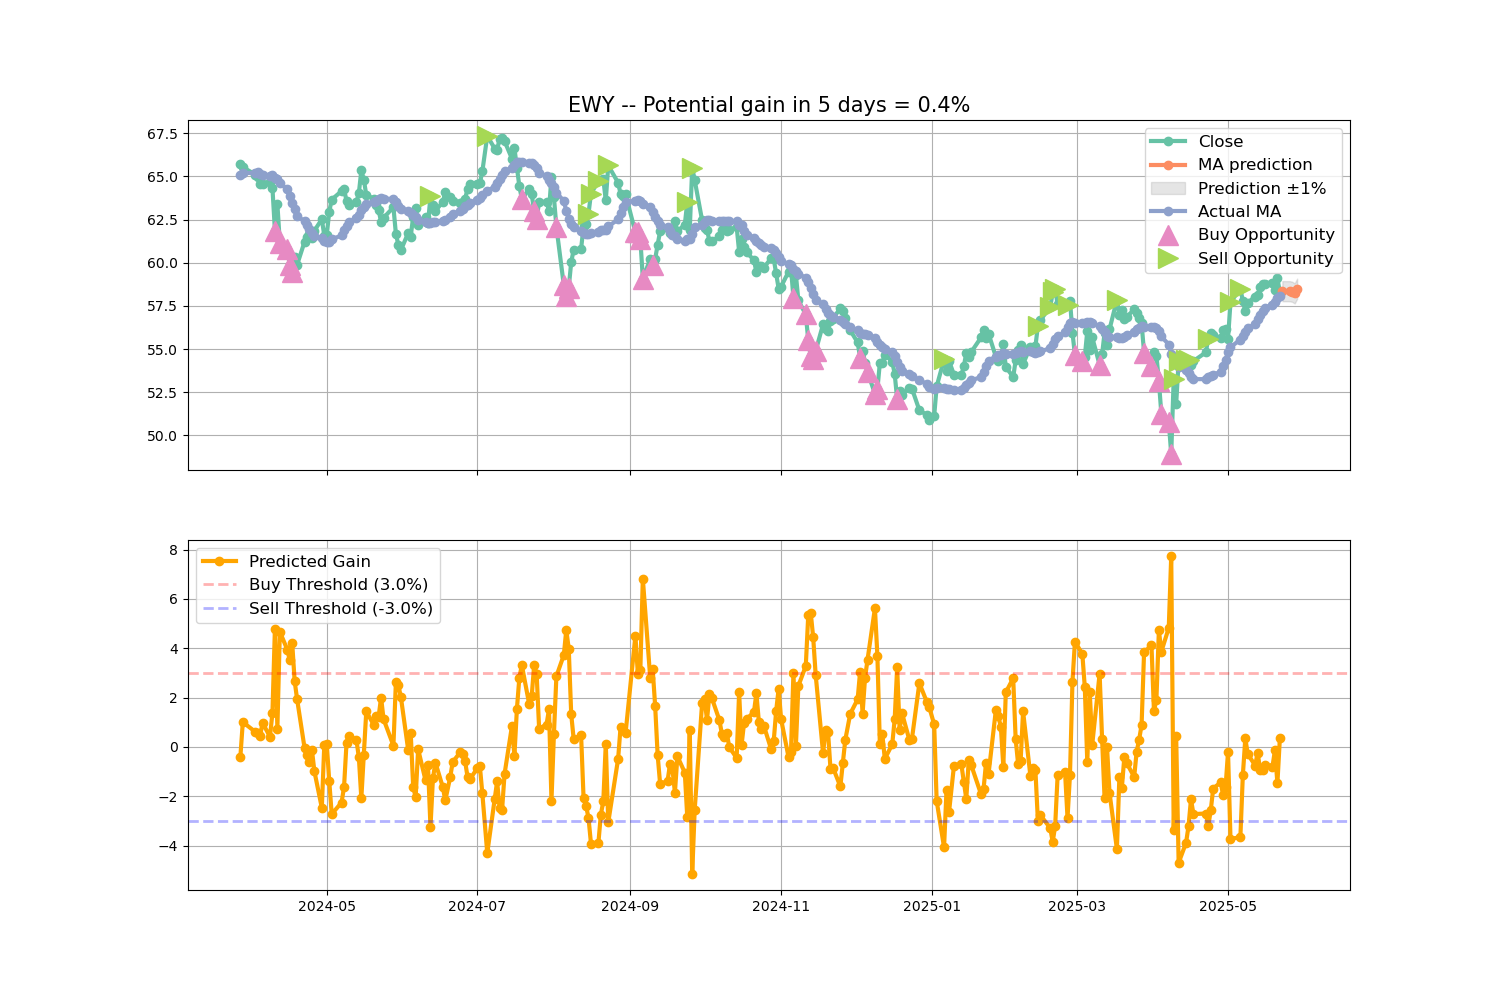 EWY -- Potential gain in 5 days = 0.4%
67.5
65.0
62.5
60.0
57.5
55.0
52.5
50.0
Close
MA prediction
Prediction ±1%
Actual MA
Buy Opportunity
Sell Opportunity
8
6
4
2
0
−2
−4
Predicted Gain
Buy Threshold (3.0%)
Sell Threshold (-3.0%)
2024-05
2024-07
2024-09
2024-11
2025-01
2025-03
2025-05